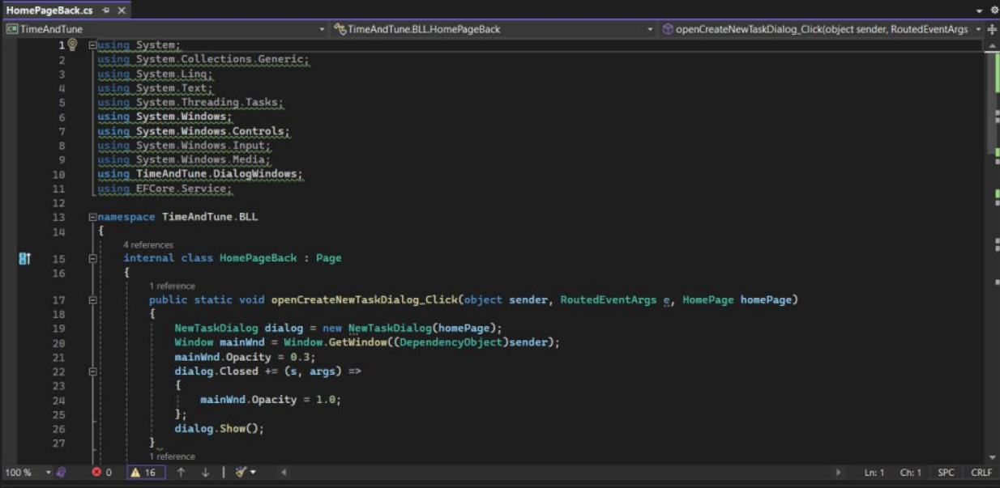 HomePageBack.cs
TimeAndTune TimeAndTune.BLL.HomePageBack openCreateNewTaskDialog_Click(object sender, RoutedEventArgs
1 using System;
2 using System.Collections.Generic;
3 using System.Linq;
4 using System.Text;
5 using System.Threading.Tasks;
6 using System.Windows;
7 using System.Windows.Controls;
8 using System.Windows.Input;
9 using System.Windows.Media;
10 using TimeAndTune.DialogWindows;
11 using EFCore.Service;
12
13 namespace TimeAndTune.BLL
14 {
4 references
15 internal class HomePageBack : Page
16 {
1 reference
17 public static void openCreateNewTaskDialog_Click(object sender, RoutedEventArgs e, HomePage homePage)
18 {
19 NewTaskDialog dialog = new NewTaskDialog(homePage);
20 Window mainWnd = Window.GetWindow((DependencyObject)sender);
21 mainWnd.Opacity = 0.3;
22 dialog.Closed += (s, args) =>
23 {
24 mainWnd.Opacity = 1.0;
25 };
26 dialog.Show();
27 }
1 reference
100 % 0 16 Ln: 1 Ch: 1 SPC CRLF